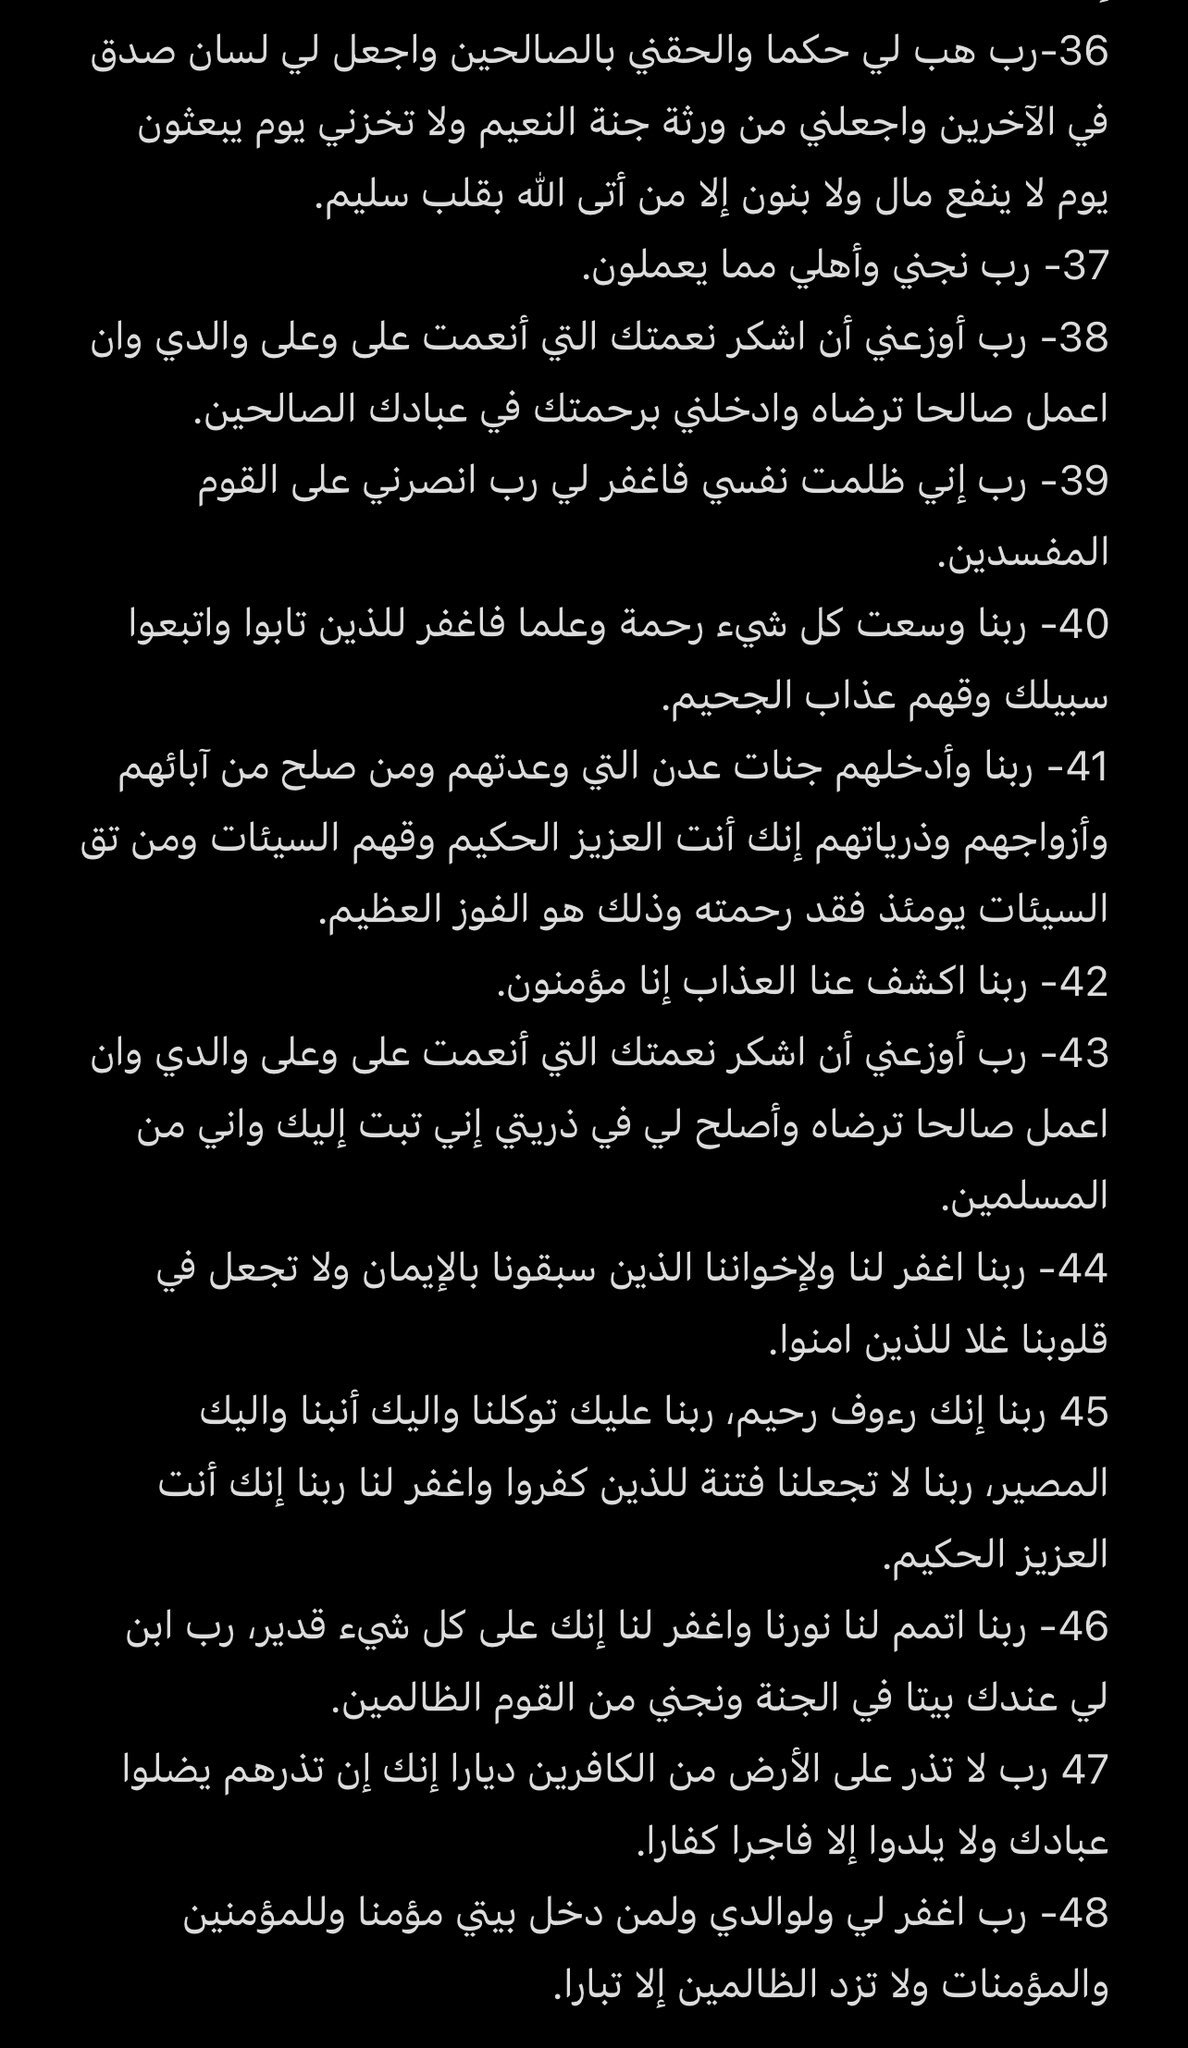 36-رب هب لي حكما والحقني بالصالحين واجعل لي لسان صدق
في الآخرين واجعلني من ورثة جنة النعيم ولا تخزني يوم يبعثون
يوم لا ينفع مال ولا بنون إلا من أتى الله بقلب سليم.
37- رب نجني وأهلي مما يعملون.
38- رب أوزعني أن اشكر نعمتك التي أنعمت على وعلى والدي وان
اعمل صالحا ترضاه وادخلني برحمتك في عبادك الصالحين.
39- رب إني ظلمت نفسي فاغفر لي رب انصرني على القوم
المفسدين.
40- ربنا وسعت كل شيء رحمة وعلما فاغفر للذين تابوا واتبعوا
سبيلك وقهم عذاب الجحيم.
41- ربنا وأدخلهم جنات عدن التي وعدتهم ومن صلح من آبائهم
وأزواجهم وذرياتهم إنك أنت العزيز الحكيم وقهم السيئات ومن تق
السيئات يومئذ فقد رحمته وذلك هو الفوز العظيم.
42- ربنا اكشف عنا العذاب إنا مؤمنون.
43- رب أوزعني أن اشكر نعمتك التي أنعمت على وعلى والدي وان
اعمل صالحا ترضاه وأصلح لي في ذريتي إني تبت إليك واني من
المسلمين.
44- ربنا اغفر لنا ولإخواننا الذين سبقونا بالإيمان ولا تجعل في
قلوبنا غلا للذين امنوا.
45 ربنا إنك رءوف رحيم، ربنا عليك توكلنا واليك أنبنا واليك
المصير، ربنا لا تجعلنا فتنة للذين كفروا واغفر لنا ربنا إنك أنت
العزيز الحكيم.
46- ربنا اتمم لنا نورنا واغفر لنا إنك على كل شيء قدير، رب ابن
لي عندك بيتا في الجنة ونجني من القوم الظالمين.
47 رب لا تذر على الأرض من الكافرين ديارا إنك إن تذرهم يضلوا
عبادك ولا يلدوا إلا فاجرا كفارا.
48- رب اغفر لي ولوالدي ولمن دخل بيتي مؤمنا وللمؤمنين
والمؤمنات ولا تزد الظالمين إلا تبارا.